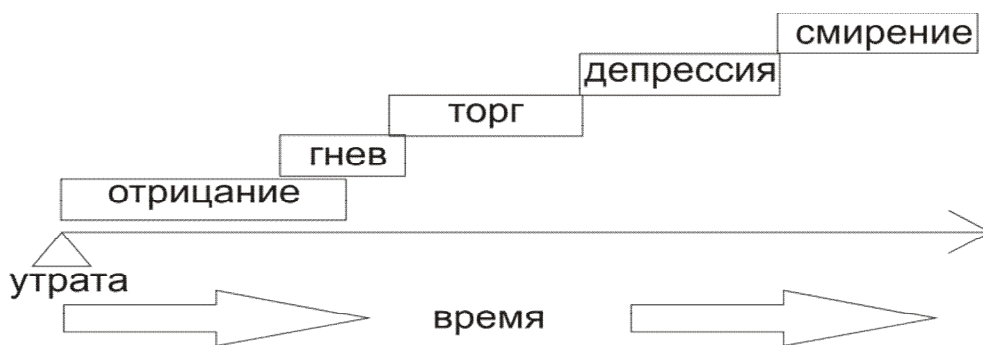 смирение
депрессия
торг
гнев
отрицание
утрата
время